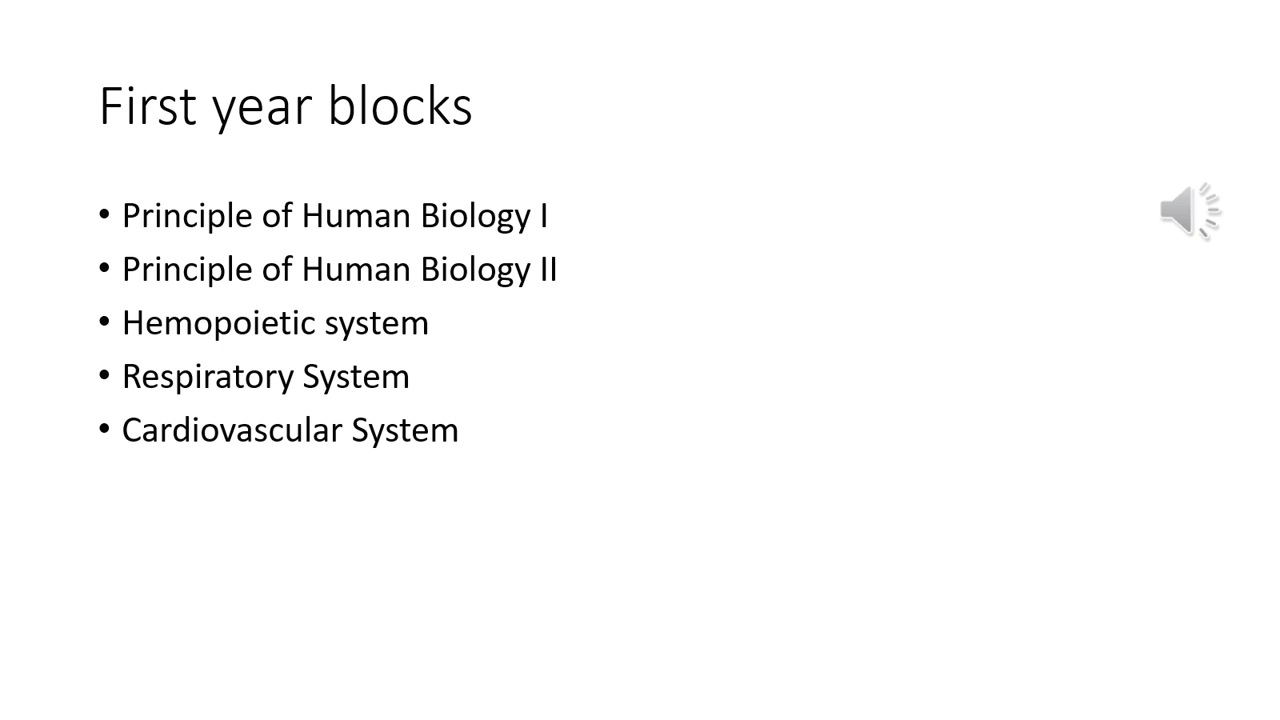 First year blocks
• Principle of Human Biology I
• Principle of Human Biology II
• Hemopoietic system
• Respiratory System
• Cardiovascular System